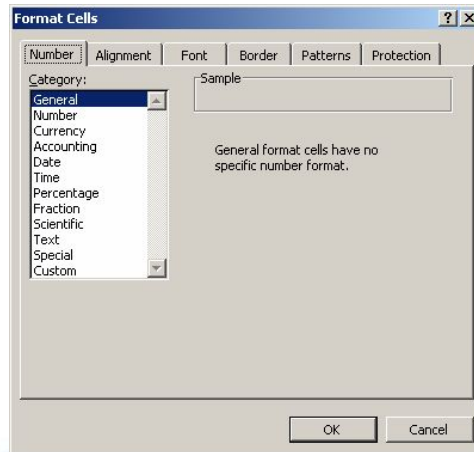 Format Cells
Number Alignment Font Border Patterns Protection
Category:
General
Number
Currency
Accounting
Date
Time
Percentage
Fraction
Scientific
Text
Special
Custom
Sample
General format cells have no
specific number format.
OK Cancel